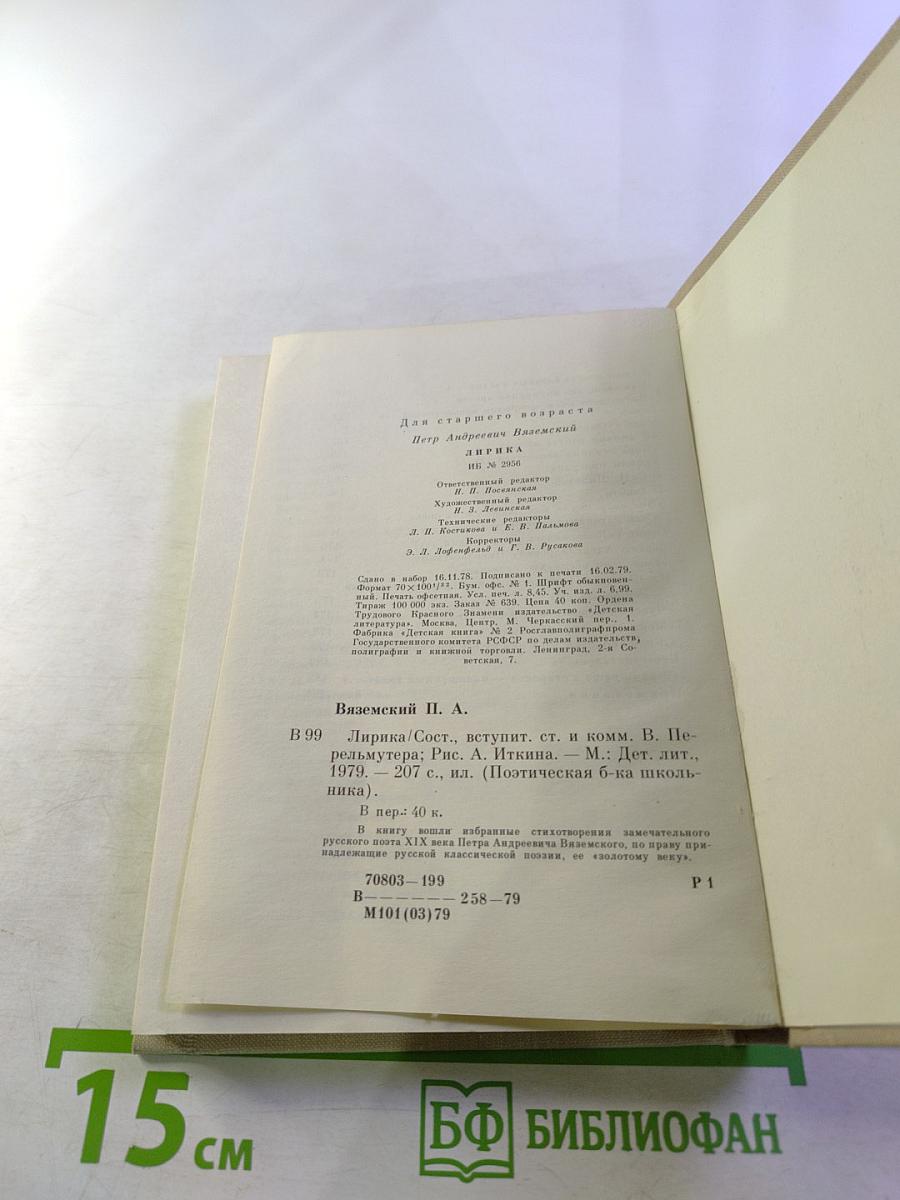 Для старшего возраста
Петр Андреевич Вяземский
ЛИРИКА
ИБ № 2956
Ответственный редактор
Н. П. Посвянская
Художественный редактор
Н. З. Левинская
Технические редакторы
Л. П. Костикова и Е. В. Пальмова
Корректоры
Э. Л. Лофенфельд и Г. В. Русакова
Сдано в набор 16.11.78. Подписано к печати 16.02.79.
Формат 70×100¹/³². Бум. офс. № 1. Шрифт обыкновен-
ный. Печать офсетная. Усл. печ. л. 8,45. Уч. изд. л. 6,99.
Тираж 100 000 экз. Заказ № 639. Цена 40 коп. Ордена
Трудового Красного Знамени издательство «Детская
литература». Москва, Центр, М. Черкасский пер., 1.
Фабрика «Детская книга» № 2 Росглавполиграфпрома
Государственного комитета РСФСР по делам издательств,
полиграфии и книжной торговли. Ленинград, 2-я Со-
ветская, 7.
Вяземский П. А.
В 99 Лирика/Сост., вступит. ст. и комм. В. Пе-
рельмутера; Рис. А. Иткина. — М.: Дет. лит.,
1979. — 207 с., ил. (Поэтическая б-ка школь-
ника).
В пер.: 40 к.
В книгу вошли избранные стихотворения замечательного
русского поэта XIX века Петра Андреевича Вяземского, по праву при-
надлежащие русской классической поэзии, ее «золотому веку».
70803—199
В—————— 258—79
М101(03)79
Р 1
15 см
БФ БИБЛИОФАН